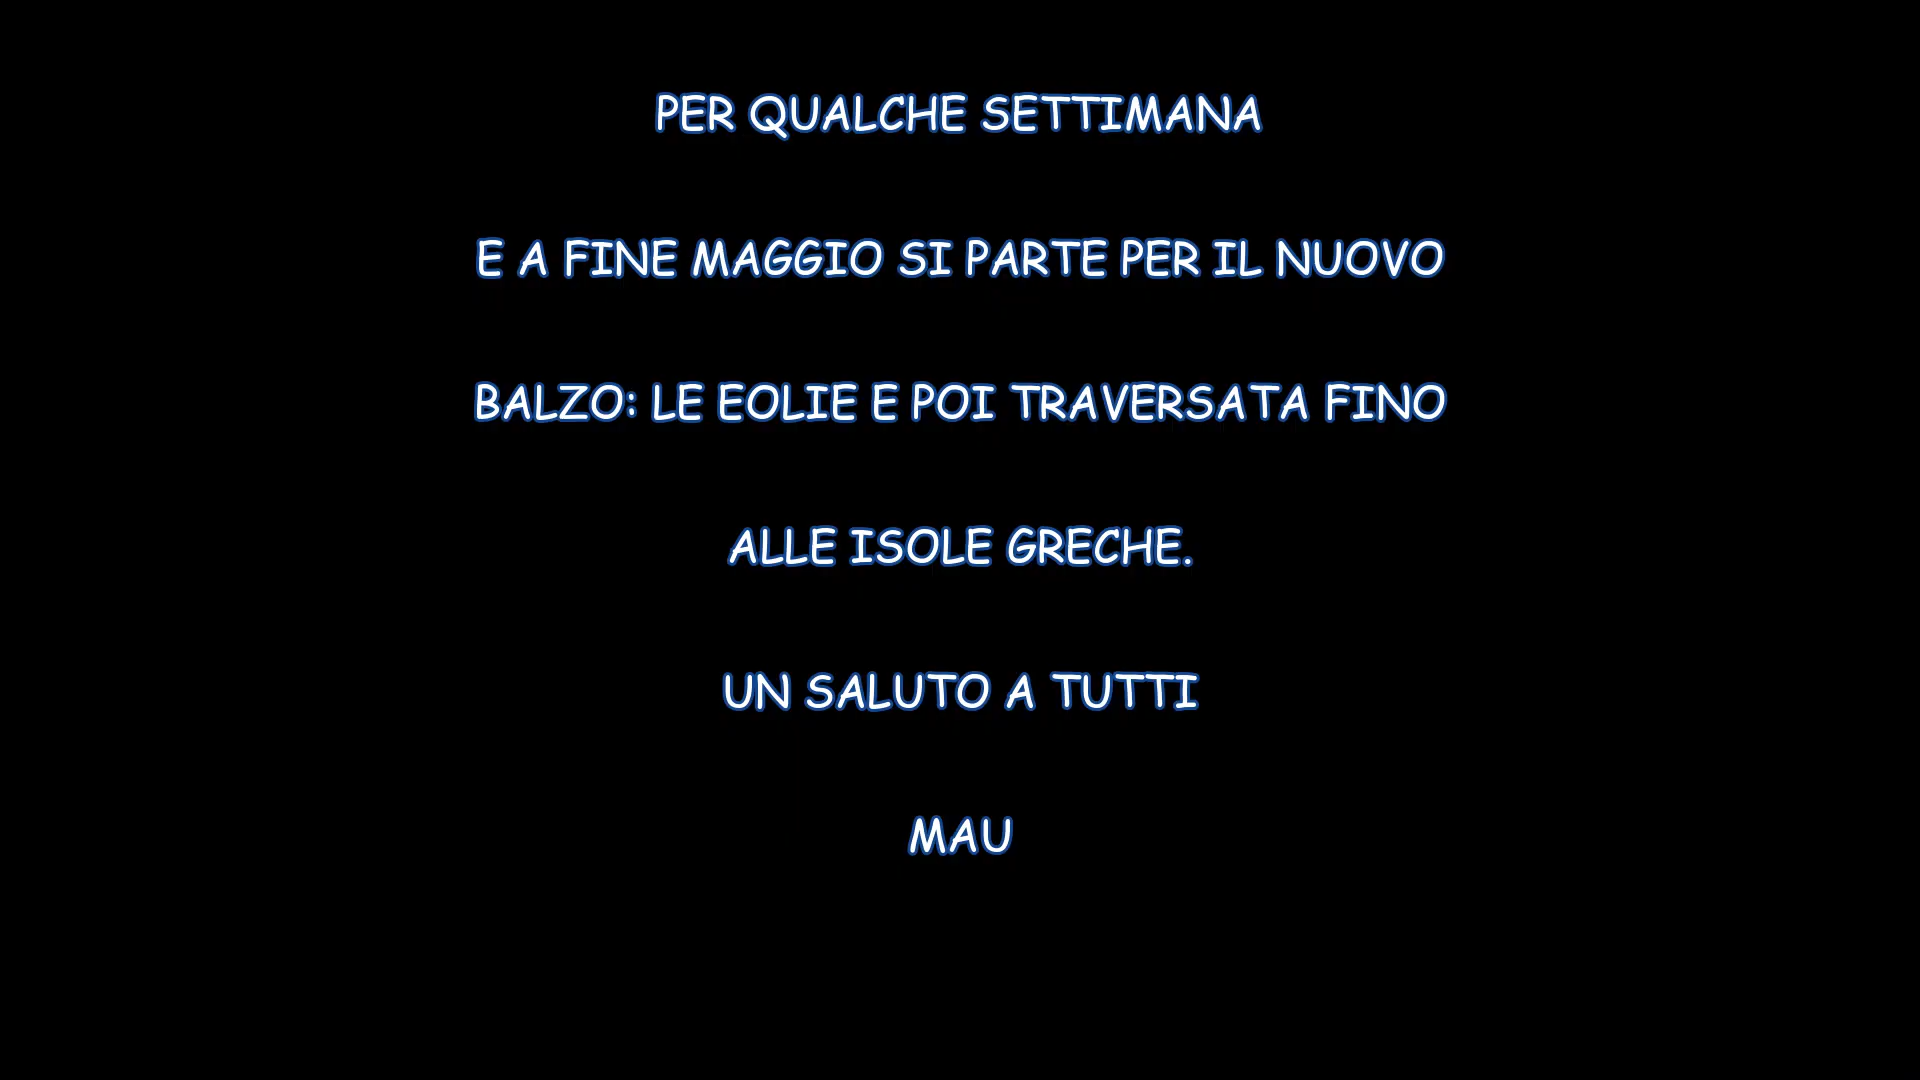 PER QUALCHE SETTIMANA
E A FINE MAGGIO SI PARTE PER IL NUOVO
BALZO: LE EOLIE E POI TRAVERSATA FINO
ALLE ISOLE GRECHE.
UN SALUTO A TUTTI
MAU